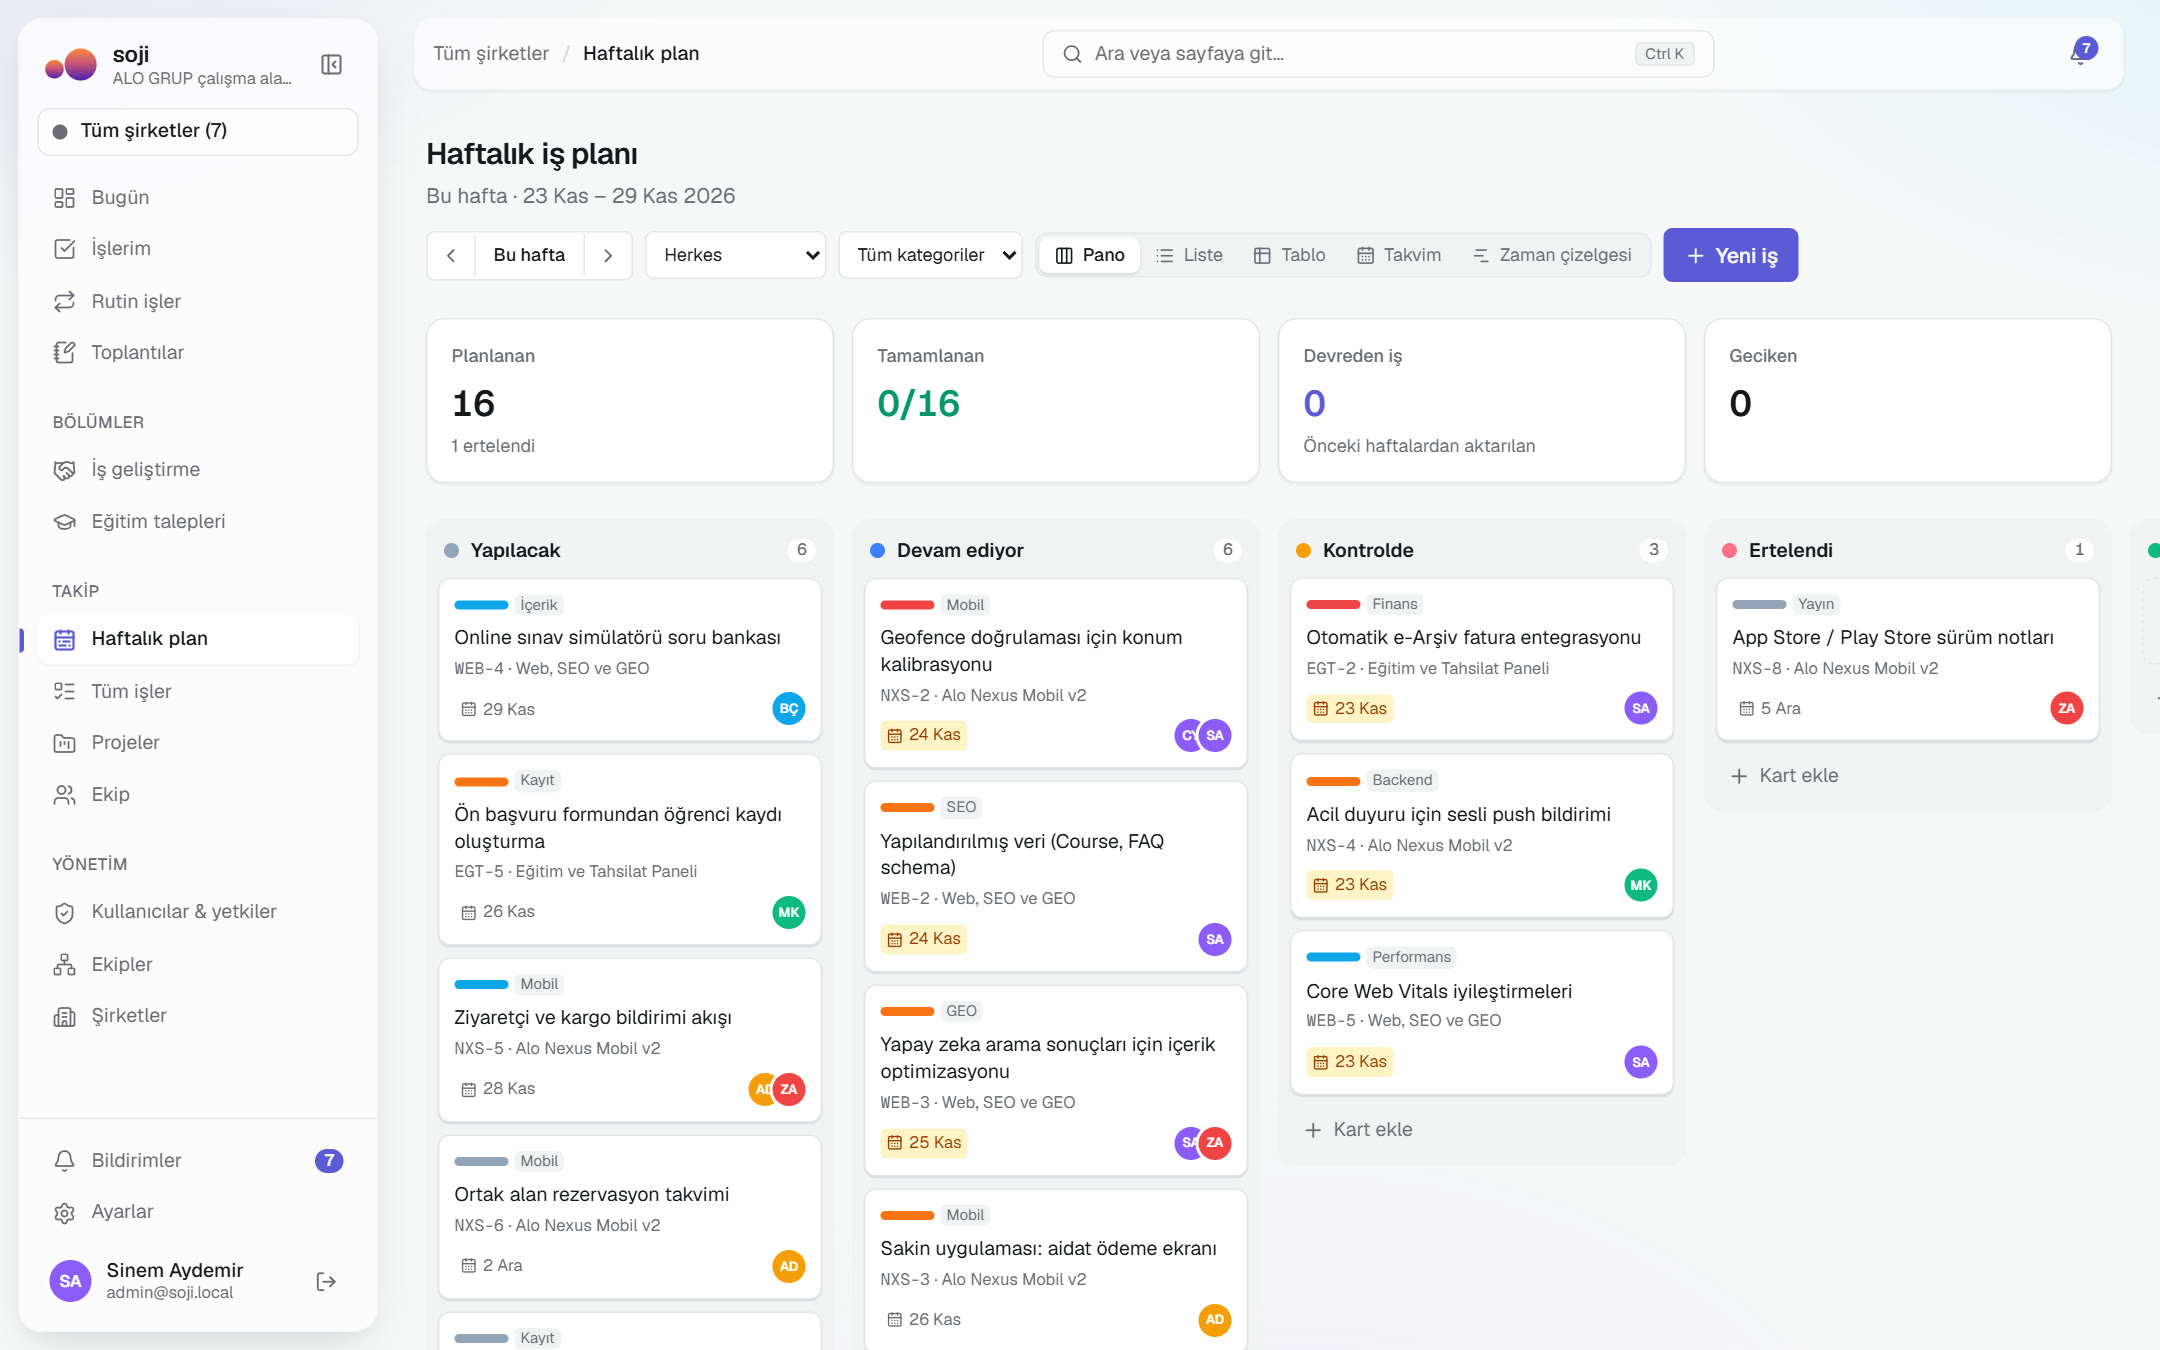 soji
ALO GRUP çalışma ala...
Tüm şirketler (7)
Bugün
İşlerim
Rutin işler
Toplantılar
BÖLÜMLER
İş geliştirme
Eğitim talepleri
TAKİP
Haftalık plan
Tüm işler
Projeler
Ekip
YÖNETİM
Kullanıcılar & yetkiler
Ekipler
Şirketler
Bildirimler 7
Ayarlar
SA Sinem Aydemir
admin@soji.local
Tüm şirketler / Haftalık plan
Ara veya sayfaya git... Ctrl K
7
Haftalık iş planı
Bu hafta · 23 Kas – 29 Kas 2026
Bu hafta Herkes Tüm kategoriler Pano Liste Tablo Takvim Zaman çizelgesi + Yeni iş
Planlanan
16
1 ertelendi
Tamamlanan
0/16
Devreden iş
0
Önceki haftalardan aktarılan
Geciken
0
Yapılacak 6
İçerik
Online sınav simülatörü soru bankası
WEB-4 · Web, SEO ve GEO
29 Kas BÇ
Kayıt
Ön başvuru formundan öğrenci kaydı
oluşturma
EGT-5 · Eğitim ve Tahsilat Paneli
26 Kas MK
Mobil
Ziyaretçi ve kargo bildirimi akışı
NXS-5 · Alo Nexus Mobil v2
28 Kas AD ZA
Mobil
Ortak alan rezervasyon takvimi
NXS-6 · Alo Nexus Mobil v2
2 Ara AD
Kayıt
Devam ediyor 6
Mobil
Geofence doğrulaması için konum
kalibrasyonu
NXS-2 · Alo Nexus Mobil v2
24 Kas CY SA
SEO
Yapılandırılmış veri (Course, FAQ
schema)
WEB-2 · Web, SEO ve GEO
24 Kas SA
GEO
Yapay zeka arama sonuçları için içerik
optimizasyonu
WEB-3 · Web, SEO ve GEO
25 Kas SA ZA
Mobil
Sakin uygulaması: aidat ödeme ekranı
NXS-3 · Alo Nexus Mobil v2
26 Kas AD
Kontrolde 3
Finans
Otomatik e-Arşiv fatura entegrasyonu
EGT-2 · Eğitim ve Tahsilat Paneli
23 Kas SA
Backend
Acil duyuru için sesli push bildirimi
NXS-4 · Alo Nexus Mobil v2
23 Kas MK
Performans
Core Web Vitals iyileştirmeleri
WEB-5 · Web, SEO ve GEO
23 Kas SA
+ Kart ekle
Ertelendi 1
Yayın
App Store / Play Store sürüm notları
NXS-8 · Alo Nexus Mobil v2
5 Ara ZA
+ Kart ekle